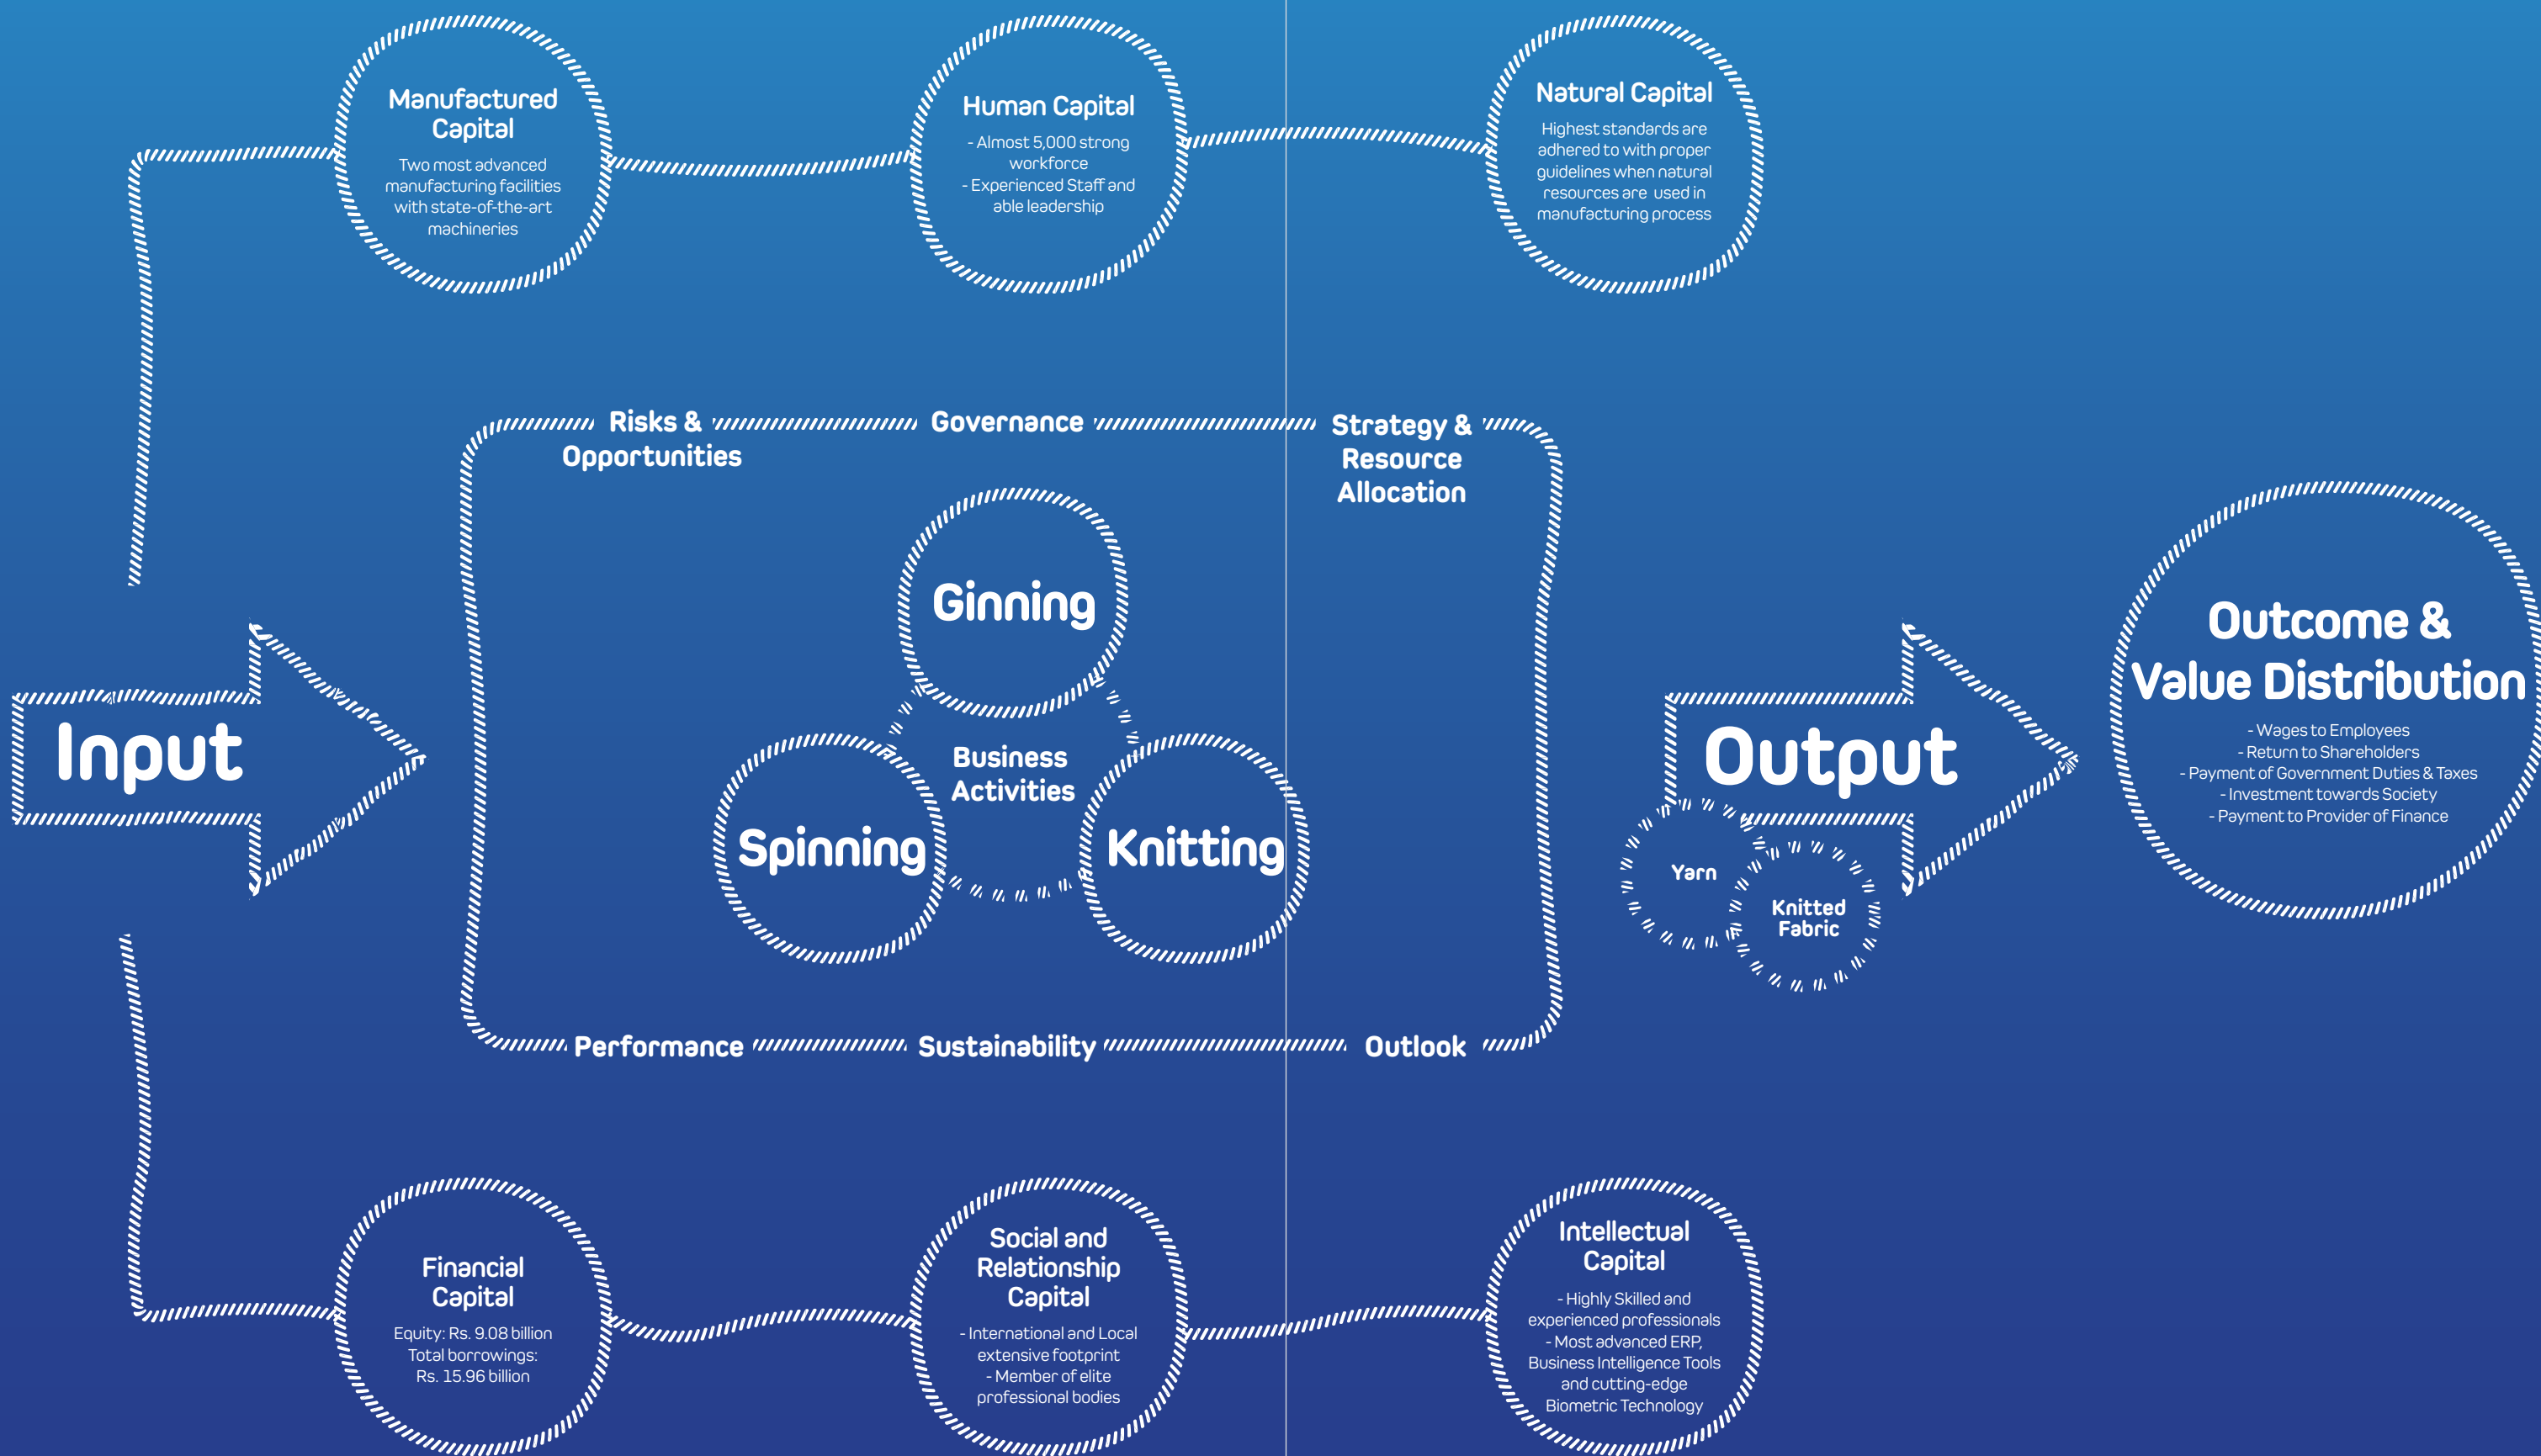 Manufactured
Capital
Two most advanced
manufacturing facilities
with state-of-the-art
machineries
Human Capital
- Almost 5,000 strong
workforce
- Experienced Staff and
able leadership
Natural Capital
Highest standards are
adhered to with proper
guidelines when natural
resources are used in
manufacturing process
Risks &
Opportunities
Governance
Strategy &
Resource
Allocation
Input
Ginning
Business
Activities
Spinning
Knitting
Performance
Sustainability
Outlook
Output
Yarn
Knitted
Fabric
Outcome &
Value Distribution
- Wages to Employees
- Return to Shareholders
- Payment of Government Duties & Taxes
- Investment towards Society
- Payment to Provider of Finance
Financial
Capital
Equity: Rs. 9.08 billion
Total borrowings:
Rs. 15.96 billion
Social and
Relationship
Capital
- International and Local
extensive footprint
- Member of elite
professional bodies
Intellectual
Capital
- Highly Skilled and
experienced professionals
- Most advanced ERP,
Business Intelligence Tools
and cutting-edge
Biometric Technology